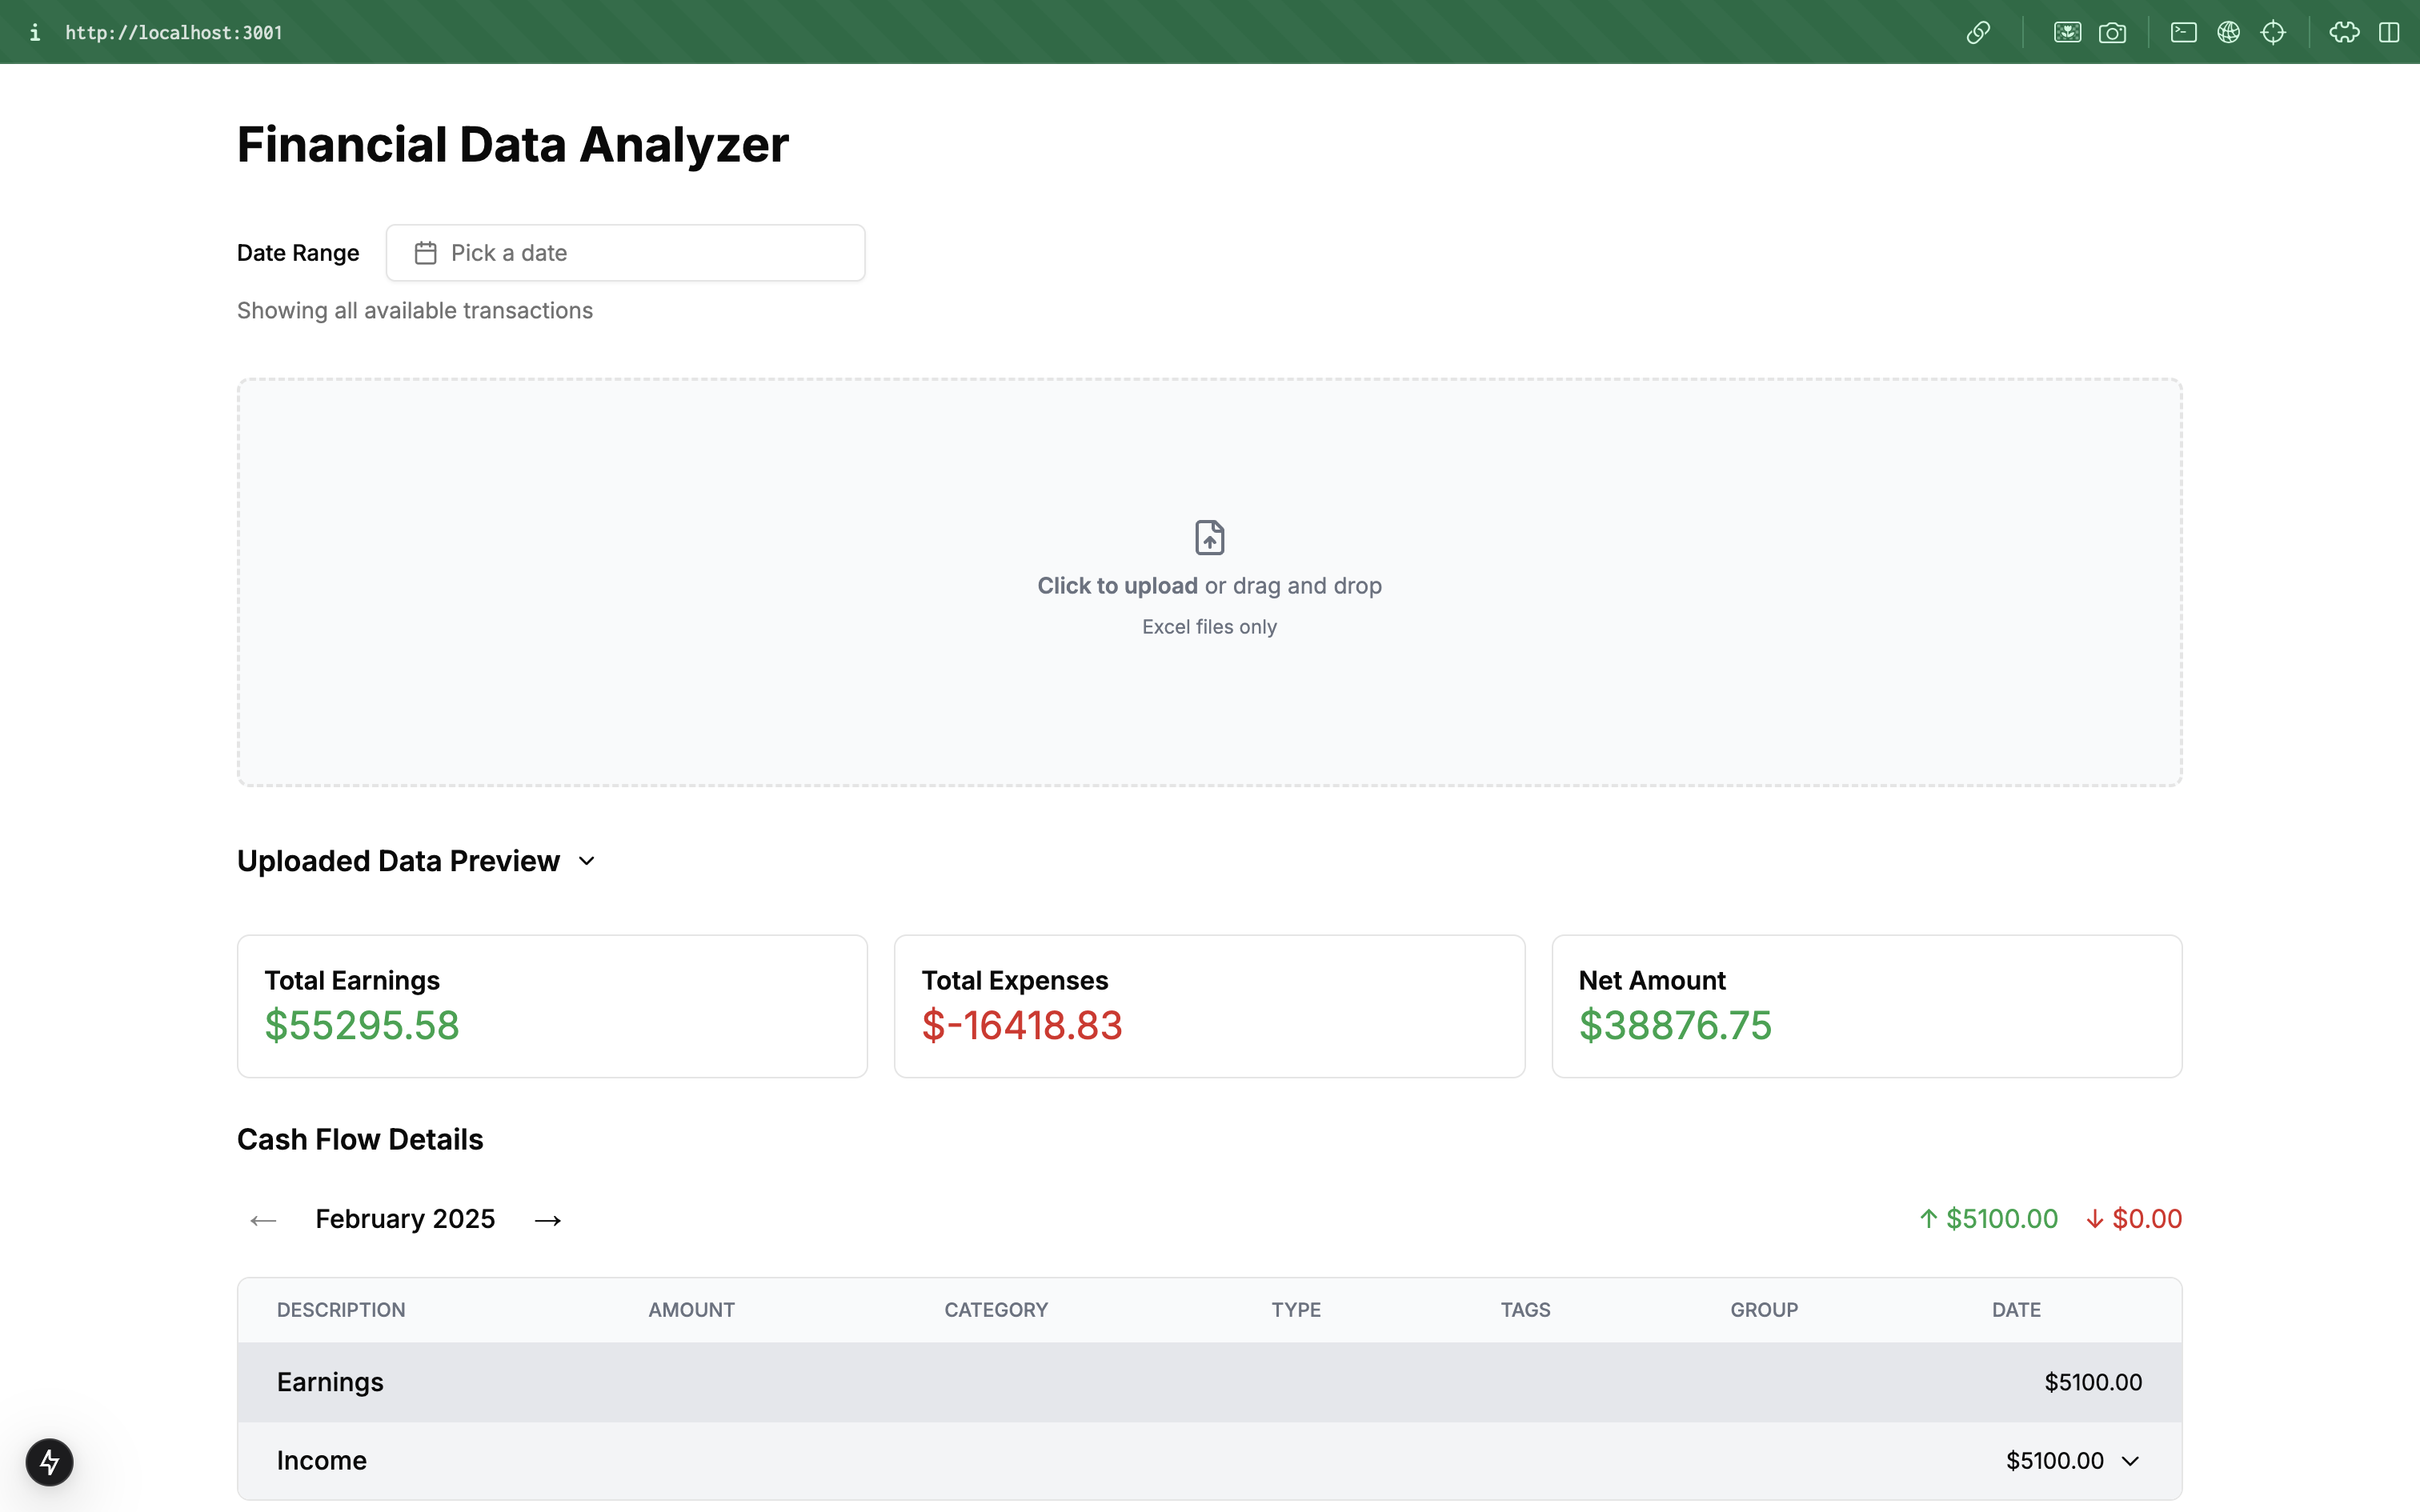 i http://localhost:3001
Financial Data Analyzer
Date Range Pick a date
Showing all available transactions
Click to upload or drag and drop
Excel files only
Uploaded Data Preview
Total Earnings
$55295.58
Total Expenses
$-16418.83
Net Amount
$38876.75
Cash Flow Details
← February 2025 → ↑ $5100.00 ↓ $0.00
DESCRIPTION AMOUNT CATEGORY TYPE TAGS GROUP DATE
Earnings $5100.00
Income $5100.00